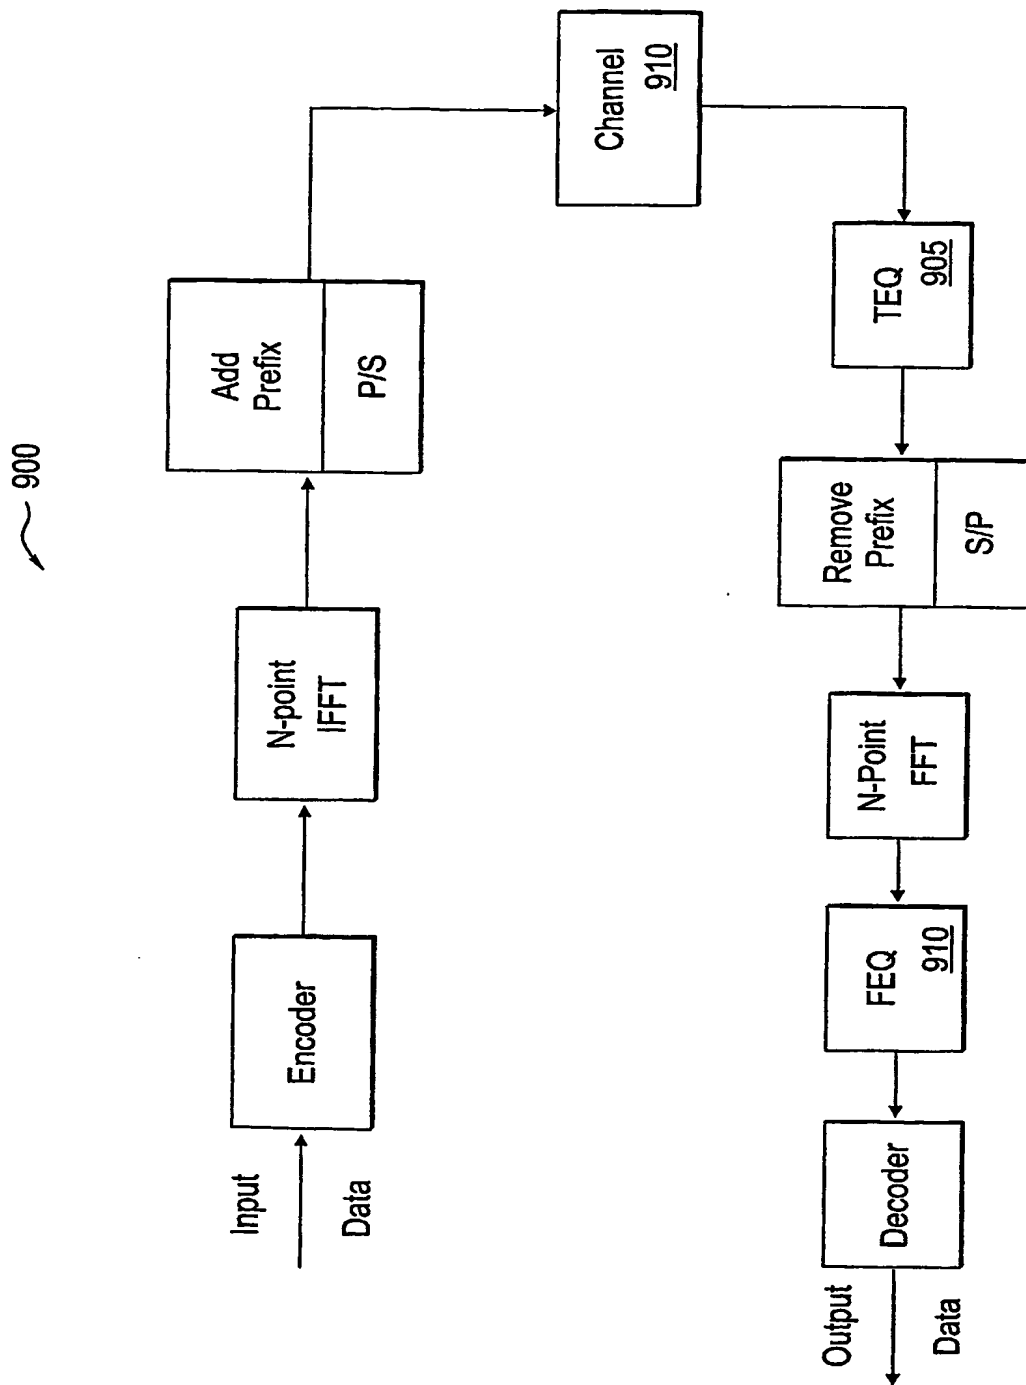 900
Input
Data
Encoder
N-point
IFFT
Add
Prefix
P/S
Channel
910
TEQ
905
Remove
Prefix
S/P
N-Point
FFT
FEQ
910
Decoder
Output
Data